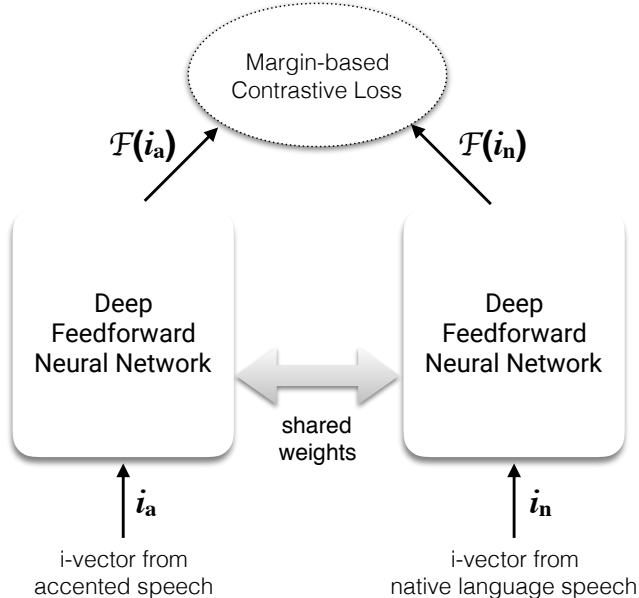 Margin-based
Contrastive Loss
ℱ(iₐ)
ℱ(iₙ)
Deep
Feedforward
Neural Network
Deep
Feedforward
Neural Network
shared
weights
iₐ
iₙ
i-vector from
accented speech
i-vector from
native language speech